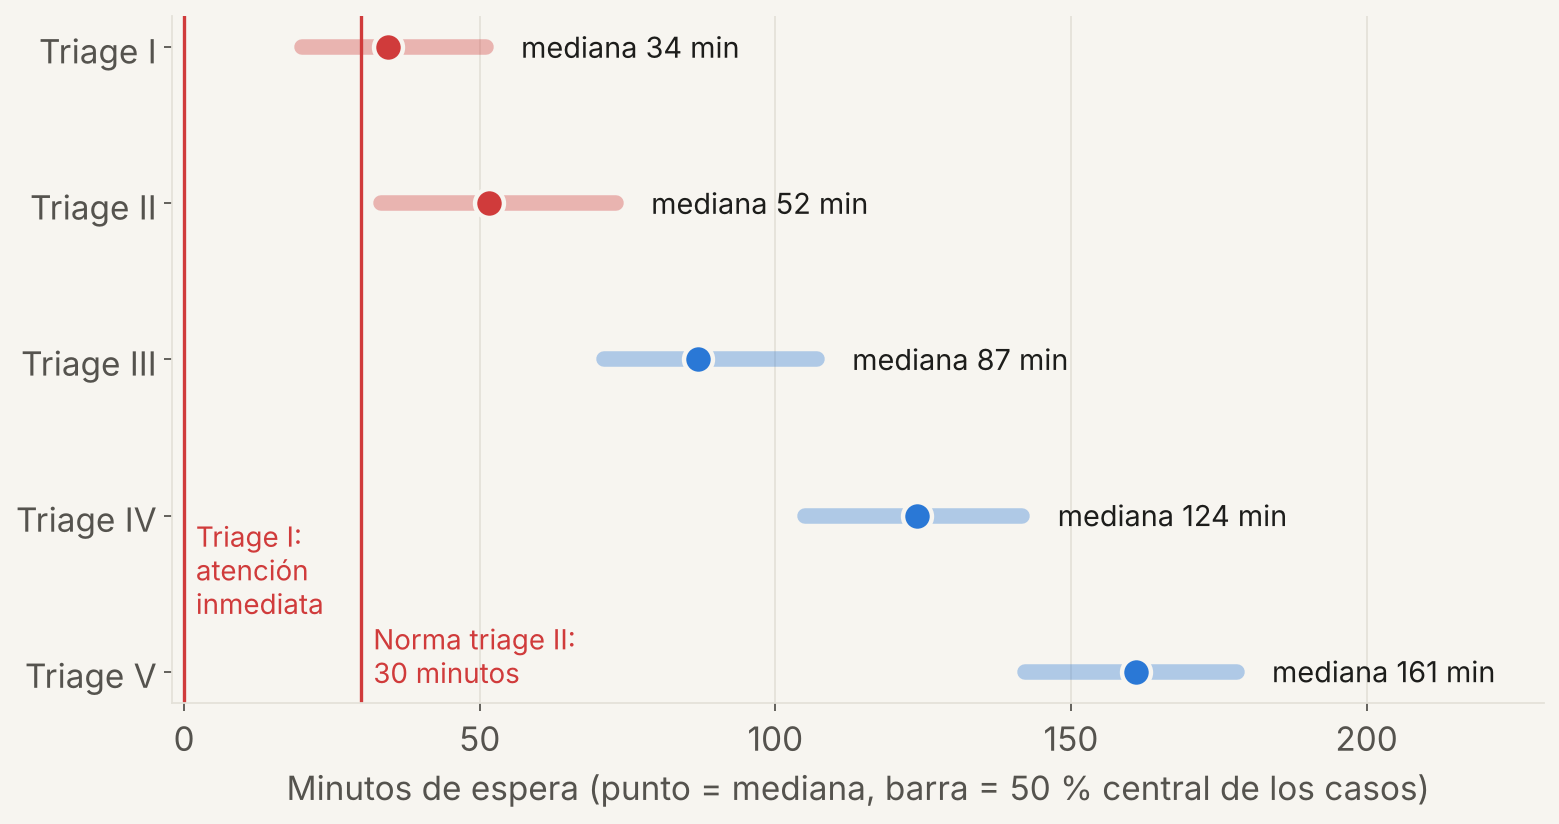 Triage I
mediana 34 min
Triage II
mediana 52 min
Triage III
mediana 87 min
Triage IV
mediana 124 min
Triage I:
atención
inmediata
Norma triage II:
30 minutos
Triage V
mediana 161 min
0 50 100 150 200
Minutos de espera (punto = mediana, barra = 50 % central de los casos)